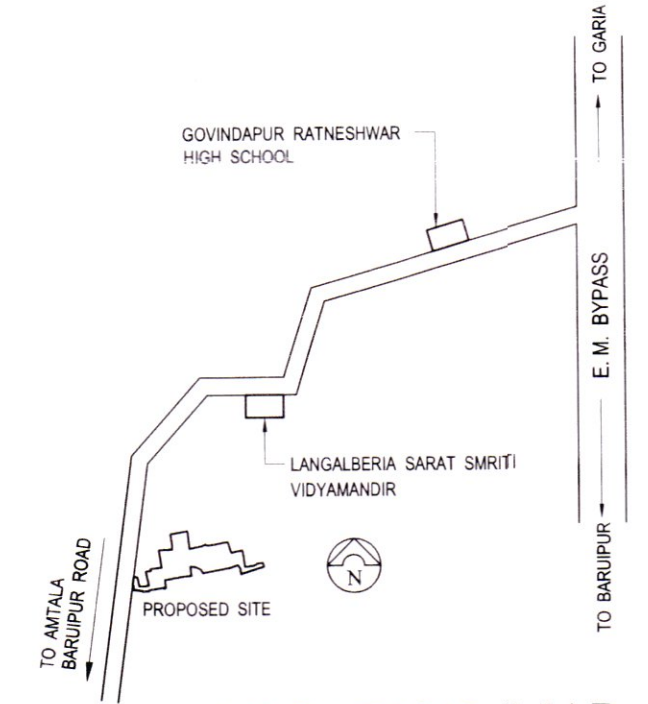 TO GARIA
GOVINDAPUR RATNESHWAR
HIGH SCHOOL
E. M. BYPASS
LANGALBERIA SARAT SMRITI
VIDYAMANDIR
N
TO AMTALA
BARUIPUR ROAD
PROPOSED SITE
TO BARUIPUR